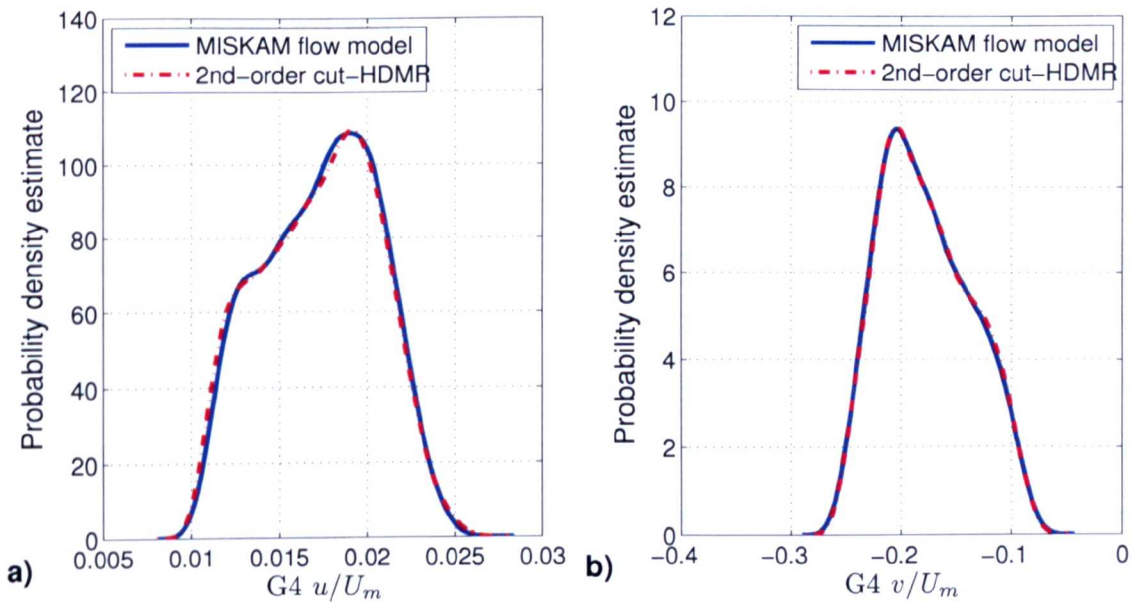 140
120
100
80
60
40
20
0
Probability density estimate
MISKAM flow model
2nd-order cut-HDMR
0.005 0.01 0.015 0.02 0.025 0.03
G4 u/U_m
a)
12
10
8
6
4
2
0
Probability density estimate
MISKAM flow model
2nd-order cut-HDMR
−0.4 −0.3 −0.2 −0.1 0
G4 v/U_m
b)